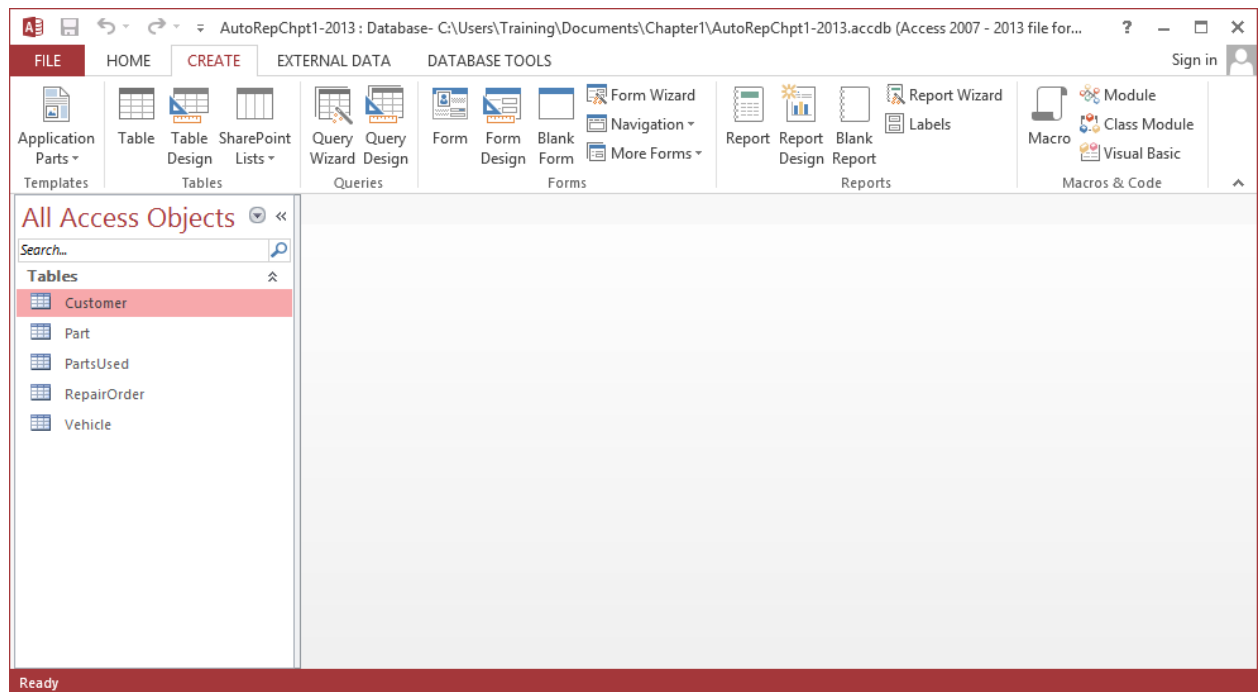 AutoRepChpt1-2013 : Database- C:\Users\Training\Documents\Chapter1\AutoRepChpt1-2013.accdb (Access 2007 - 2013 file for... ?
FILE HOME CREATE EXTERNAL DATA DATABASE TOOLS Sign in
Application Parts
Table
Table Design
SharePoint Lists
Query Wizard
Query Design
Form
Form Design
Blank Form
Form Wizard
Navigation
More Forms
Report
Report Design
Blank Report
Report Wizard
Labels
Macro
Module
Class Module
Visual Basic
Templates Tables Queries Forms Reports Macros & Code
All Access Objects
Search...
Tables
Customer
Part
PartsUsed
RepairOrder
Vehicle
Ready